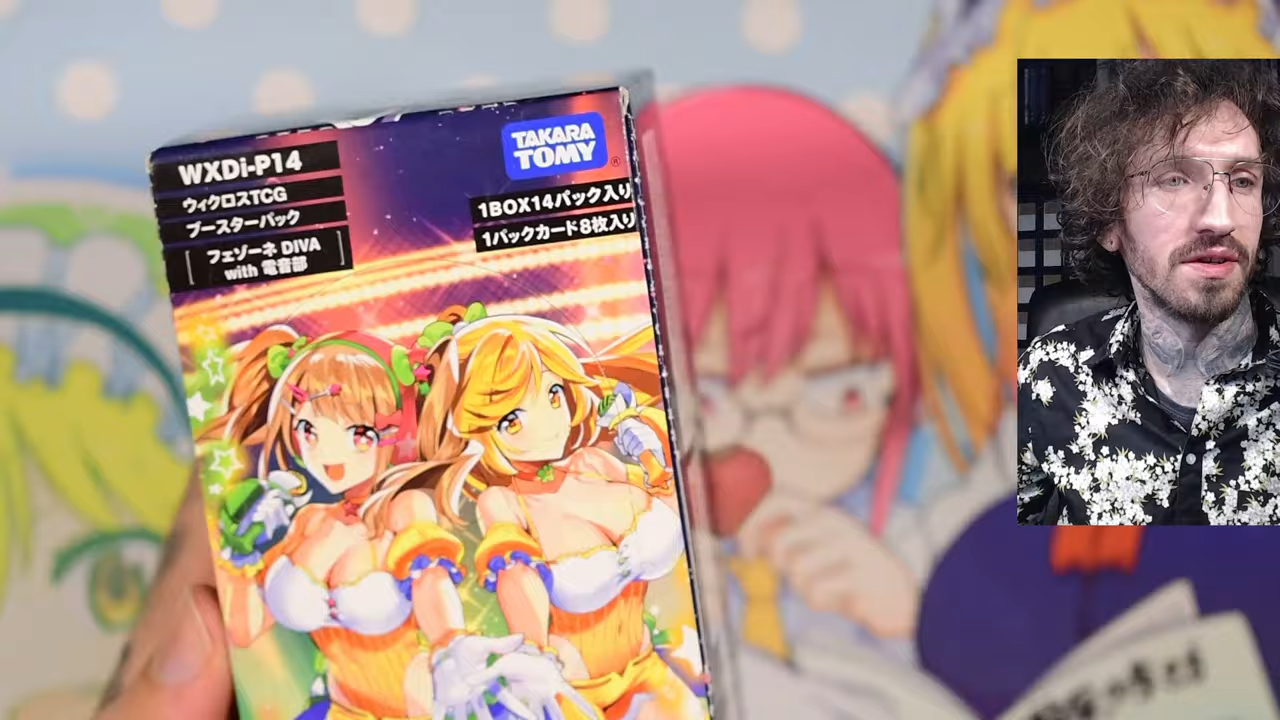 WXDi-P14
ウィクロスTCG
ブースターパック
フェゾーネ DIVA
with 電音部
TAKARA
TOMY
®
1BOX14パック入り
1パックカード8枚入り